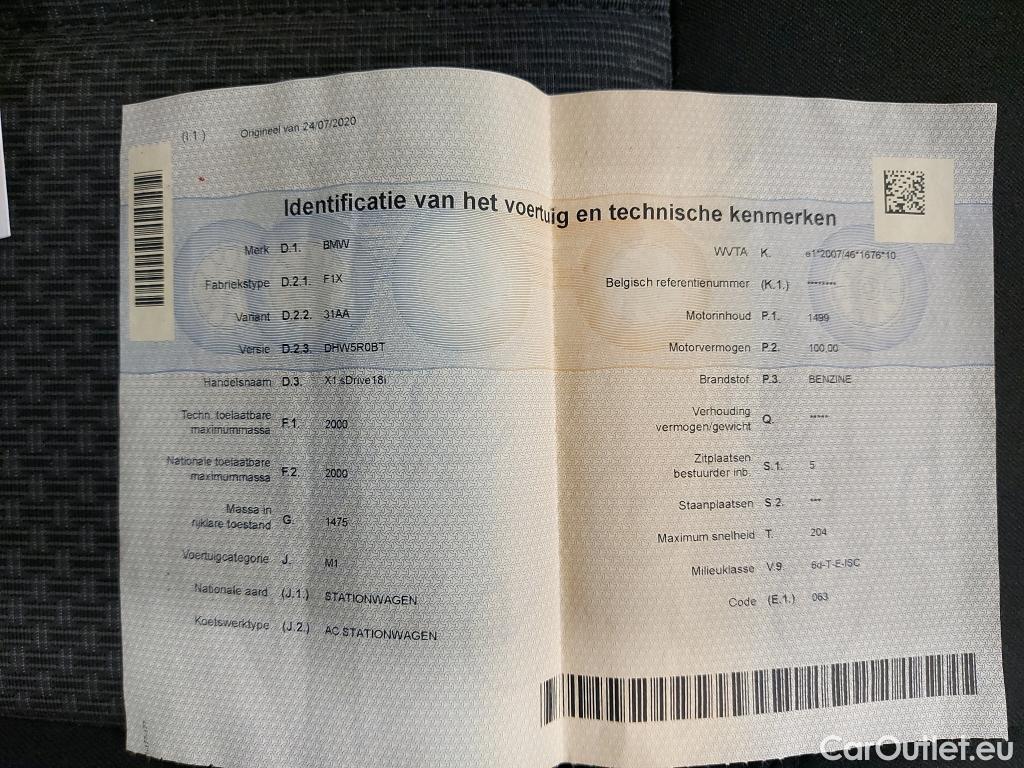 (I.1) Origineel van 24/07/2020
Identificatie van het voertuig en technische kenmerken
Merk D.1. BMW
Fabriekstype D.2.1. F1X
Variant D.2.2. 31AA
Versie D.2.3. DHW5R0BT
Handelsnaam D.3. X1 sDrive18i
Techn. toelaatbare
maximummassa F.1. 2000
Nationale toelaatbare
maximummassa F.2. 2000
Massa in
rijklare toestand G. 1475
Voertuigcategorie J. M1
Nationale aard (J.1.) STATIONWAGEN
Koetswerktype (J.2.) AC STATIONWAGEN
WVTA K. e1*2007/46*1676*10
Belgisch referentienummer (K.1.) ********
Motorinhoud P.1. 1499
Motorvermogen P.2. 100,00
Brandstof P.3. BENZINE
Verhouding
vermogen/gewicht Q. *****
Zitplaatsen
bestuurder inb. S.1. 5
Staanplaatsen S.2. ***
Maximum snelheid T. 204
Milieuklasse V.9. 6d-T-E-ISC
Code (E.1.) 063
CarOutlet.eu